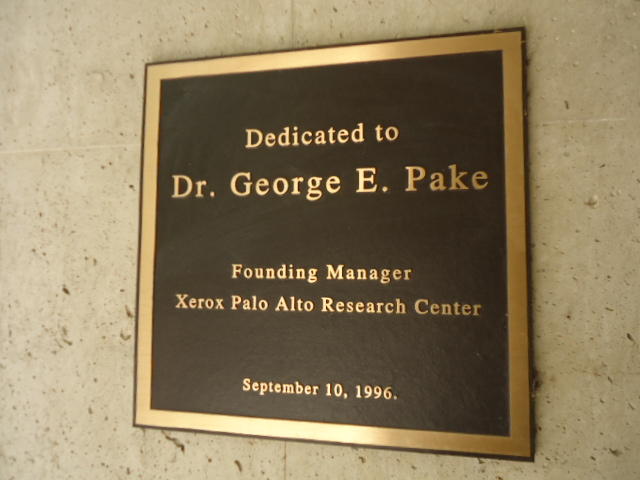 Dedicated to
Dr. George E. Pake
Founding Manager
Xerox Palo Alto Research Center
September 10, 1996.